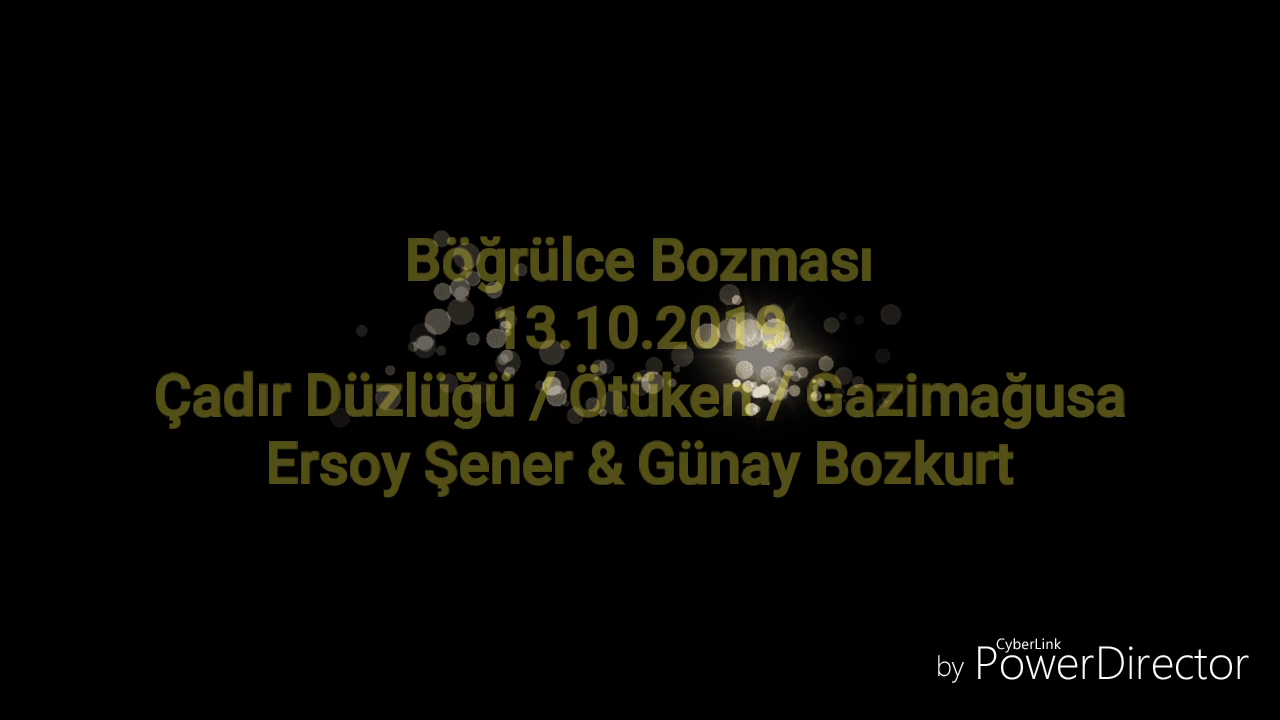 Böğrülce Bozması
13.10.2019
Çadır Düzlüğü / Ötüken / Gazimağusa
Ersoy Şener & Günay Bozkurt
CyberLink
by PowerDirector